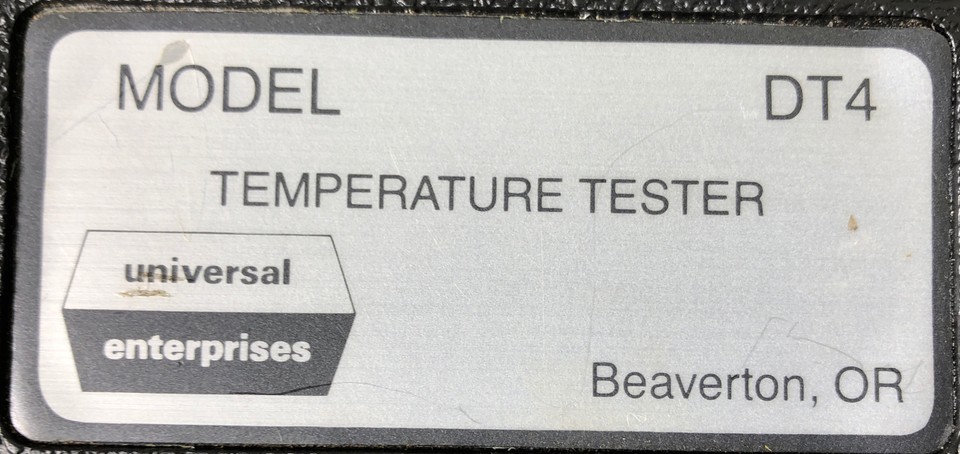 MODEL DT4
TEMPERATURE TESTER
universal
enterprises
Beaverton, OR